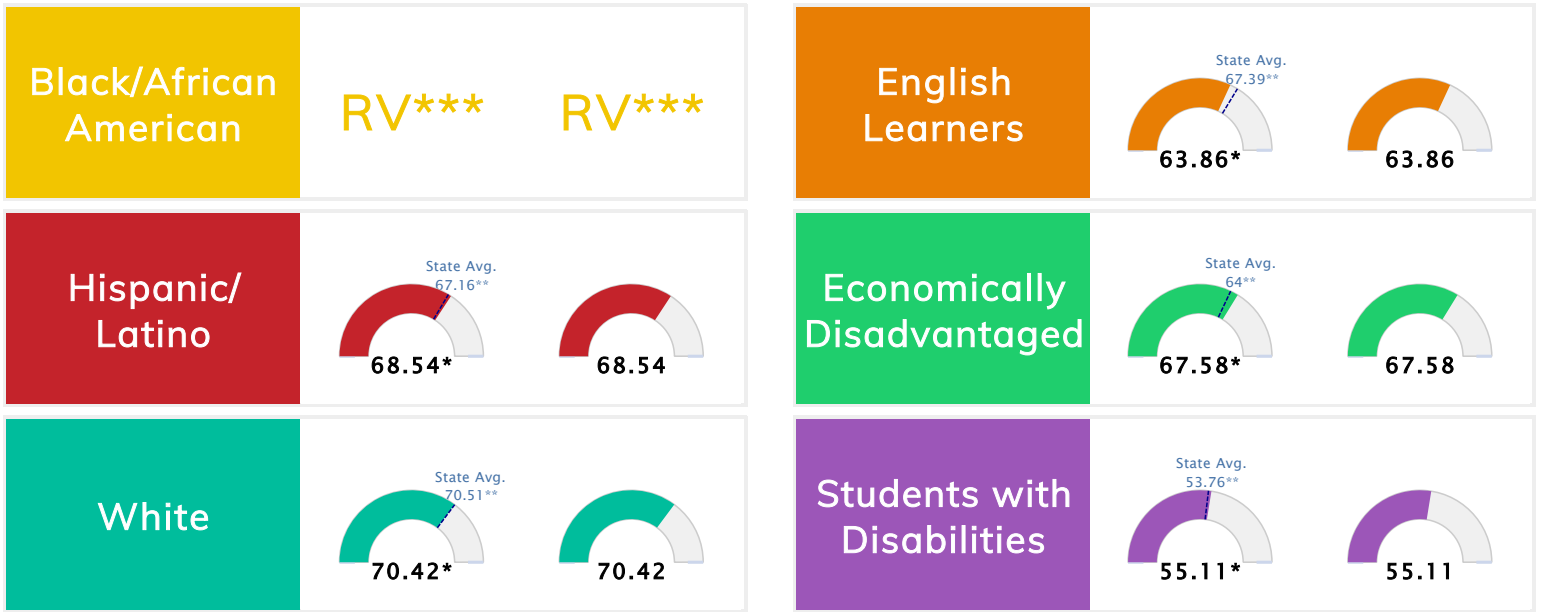 Black/African
American
RV*** RV***
English
Learners
State Avg.
67.39**
63.86* 63.86
Hispanic/
Latino
State Avg.
67.16**
68.54* 68.54
Economically
Disadvantaged
State Avg.
64**
67.58* 67.58
White
State Avg.
70.51**
70.42* 70.42
Students with
Disabilities
State Avg.
53.76**
55.11* 55.11